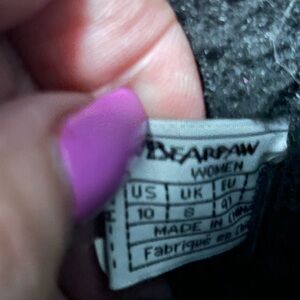 BEARPAW
WOMEN
US UK EU
10 8 41
MADE IN
Fabriqué en